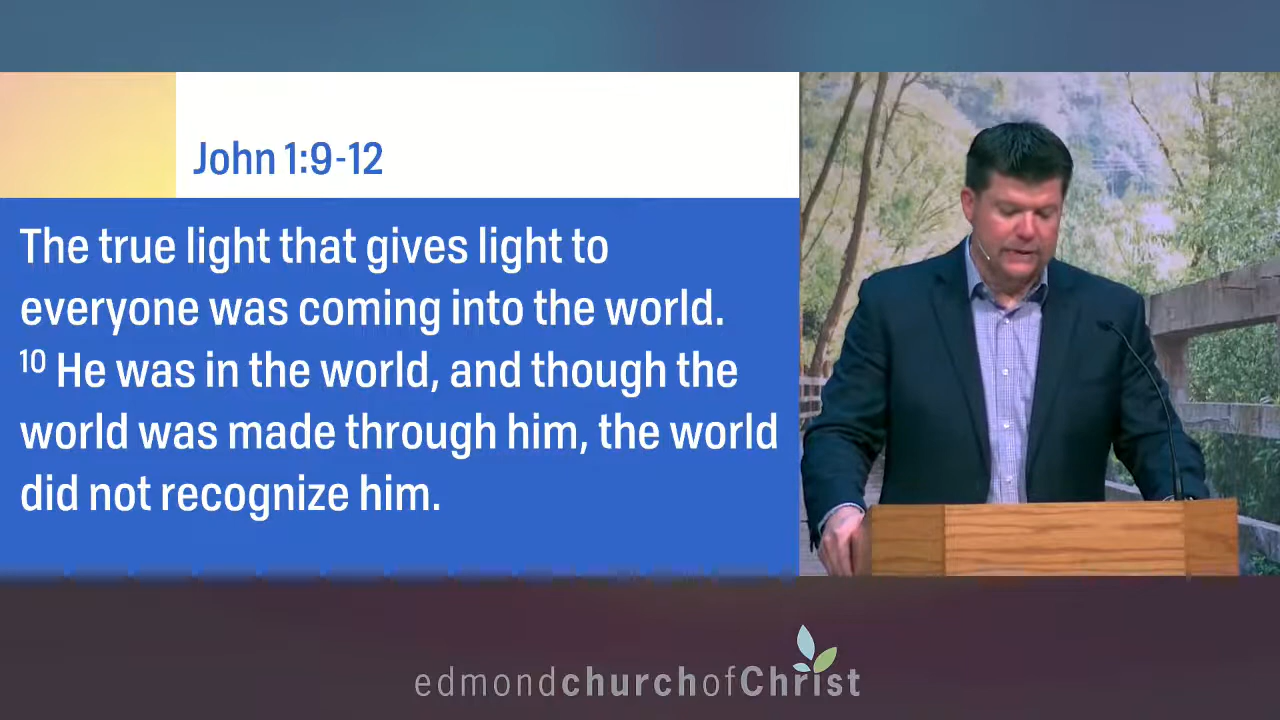 John 1:9-12
The true light that gives light to
everyone was coming into the world.
10 He was in the world, and though the
world was made through him, the world
did not recognize him.
edmondchurchofChrist